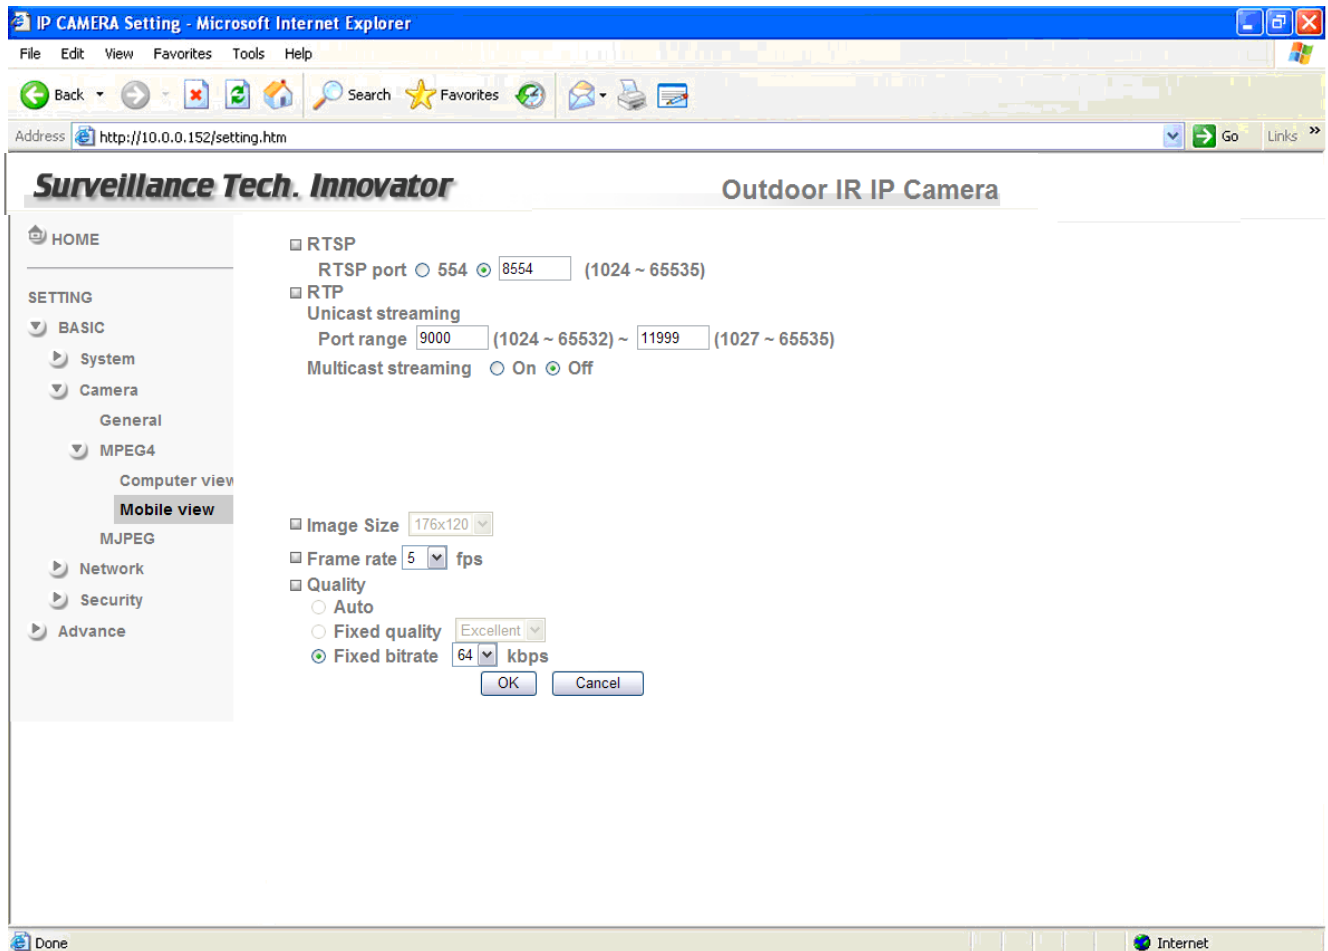 IP CAMERA Setting - Microsoft Internet Explorer
File Edit View Favorites Tools Help
Back Search Favorites
Address http://10.0.0.152/setting.htm Go Links »
Surveillance Tech. Innovator Outdoor IR IP Camera
HOME
SETTING
BASIC
System
Camera
General
MPEG4
Computer view
Mobile view
MJPEG
Network
Security
Advance
RTSP
RTSP port 554 8554 (1024 ~ 65535)
RTP
Unicast streaming
Port range 9000 (1024 ~ 65532) ~ 11999 (1027 ~ 65535)
Multicast streaming On Off
Image Size 176x120
Frame rate 5 fps
Quality
Auto
Fixed quality Excellent
Fixed bitrate 64 kbps
OK Cancel
Done Internet